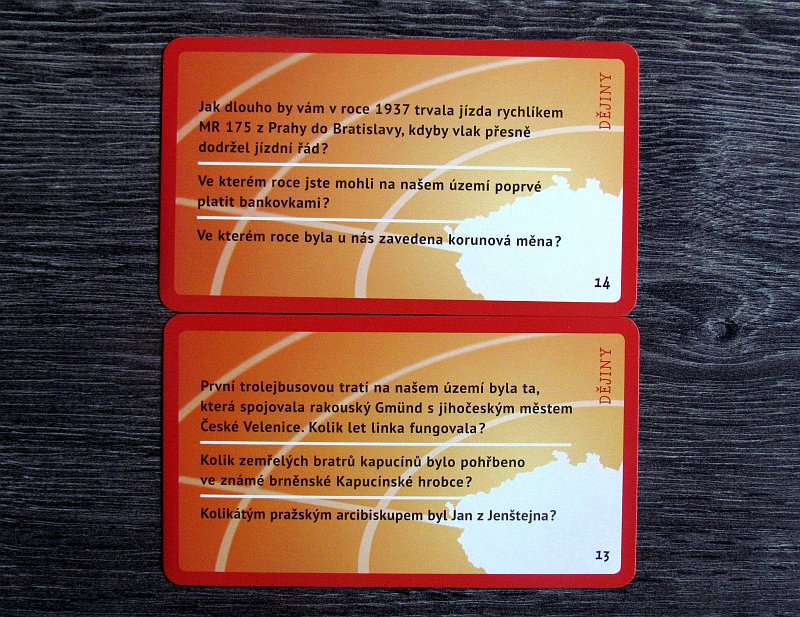 Jak dlouho by vám v roce 1937 trvala jízda rychlíkem
MR 175 z Prahy do Bratislavy, kdyby vlak přesně
dodržel jízdní řád?
Ve kterém roce jste mohli na našem území poprvé
platit bankovkami?
Ve kterém roce byla u nás zavedena korunová měna?
DĚJINY
14
První trolejbusovou tratí na našem území byla ta,
která spojovala rakouský Gmünd s jihočeským městem
České Velenice. Kolik let linka fungovala?
Kolik zemřelých bratrů kapucínů bylo pohřbeno
ve známé brněnské Kapucínské hrobce?
Kolikátým pražským arcibiskupem byl Jan z Jenštejna?
DĚJINY
13